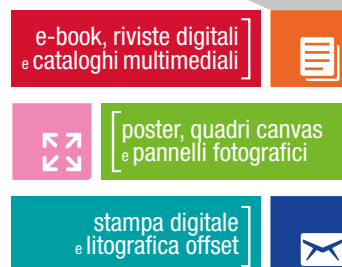 e-book, riviste digitali
e cataloghi multimediali
poster, quadri canvas
e pannelli fotografici
stampa digitale
e litografica offset